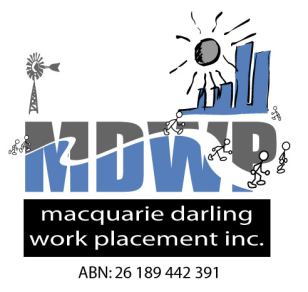 MDWP
macquarie darling
work placement inc.
ABN: 26 189 442 391